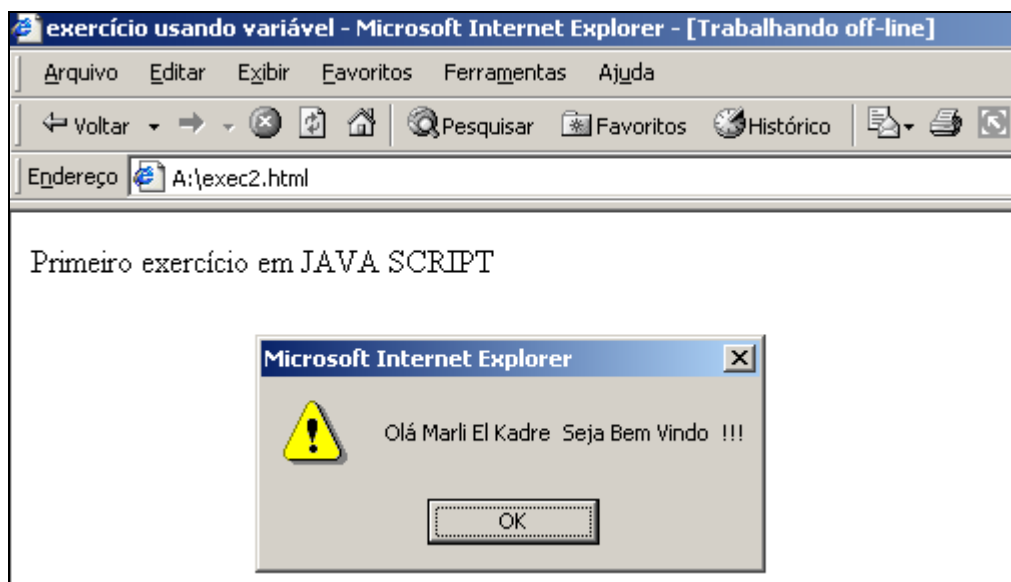 exercício usando variável - Microsoft Internet Explorer - [Trabalhando off-line]
Arquivo Editar Exibir Favoritos Ferramentas Ajuda
Voltar Pesquisar Favoritos Histórico
Endereço A:\exec2.html
Primeiro exercício em JAVA SCRIPT
Microsoft Internet Explorer
Olá Marli El Kadre Seja Bem Vindo !!!
OK